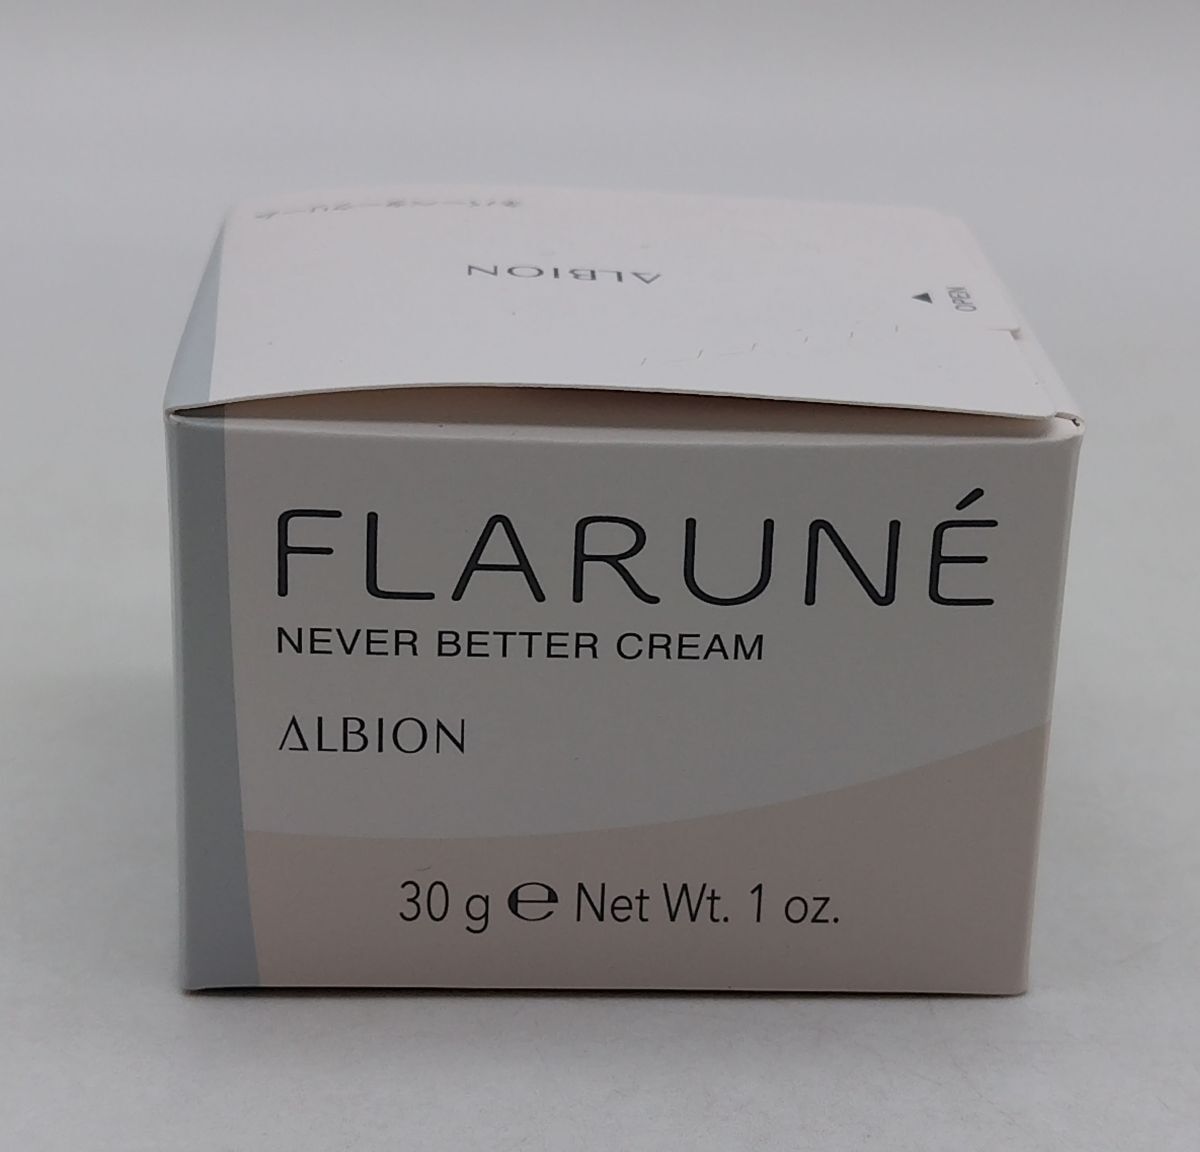 ALBION
OPEN
FLARUNÉ
NEVER BETTER CREAM
ALBION
30 g ℮ Net Wt. 1 oz.